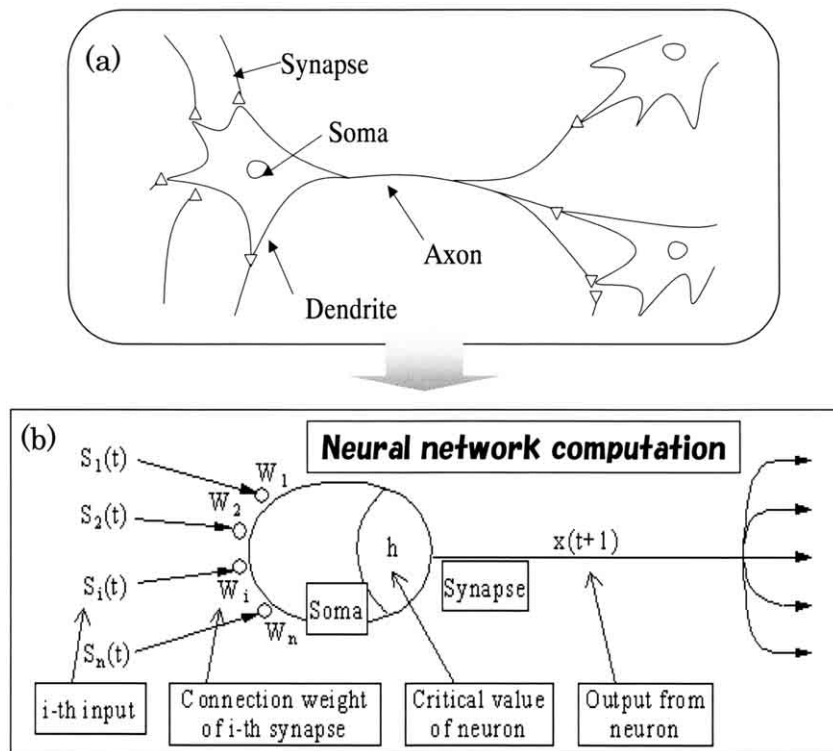 (a)
Synapse
Soma
Axon
Dendrite
(b)
Neural network computation
S₁(t)
W₁
S₂(t)
W₂
h
x(t+1)
Sᵢ(t)
Wᵢ
Soma
Synapse
Sₙ(t)
Wₙ
i-th input
Connection weight
of i-th synapse
Critical value
of neuron
Output from
neuron